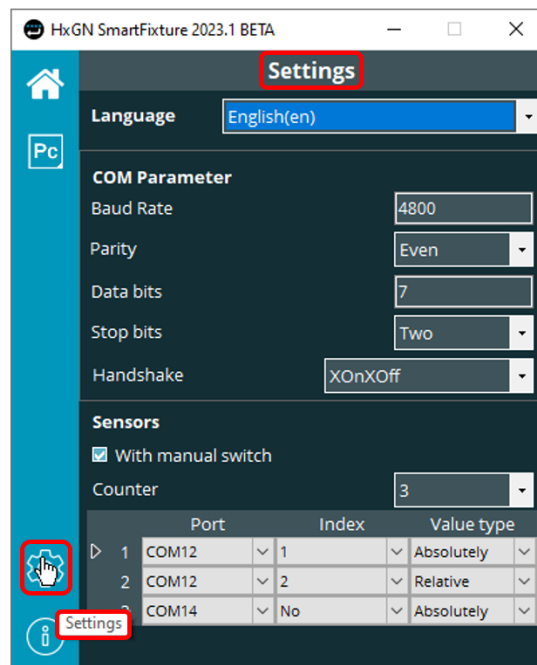 HxGN SmartFixture 2023.1 BETA
Settings
Language English(en)
Pc
COM Parameter
Baud Rate 4800
Parity Even
Data bits 7
Stop bits Two
Handshake XOnXOff
Sensors
With manual switch
Counter 3
Port Index Value type
1 COM12 1 Absolutely
2 COM12 2 Relative
COM14 No Absolutely
Settings